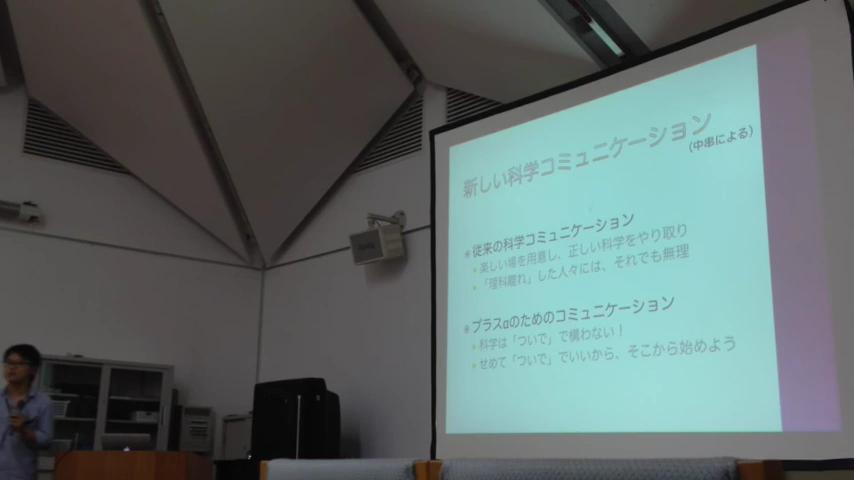 新しい科学コミュニケーション
(中串による)
※従来の科学コミュニケーション
楽しい場を用意し、正しい科学をやり取り
「理科離れ」した人々には、それでも無理
※プラスαのためのコミュニケーション
科学は「ついで」で構わない！
せめて「ついで」でいいから、そこから始めよう